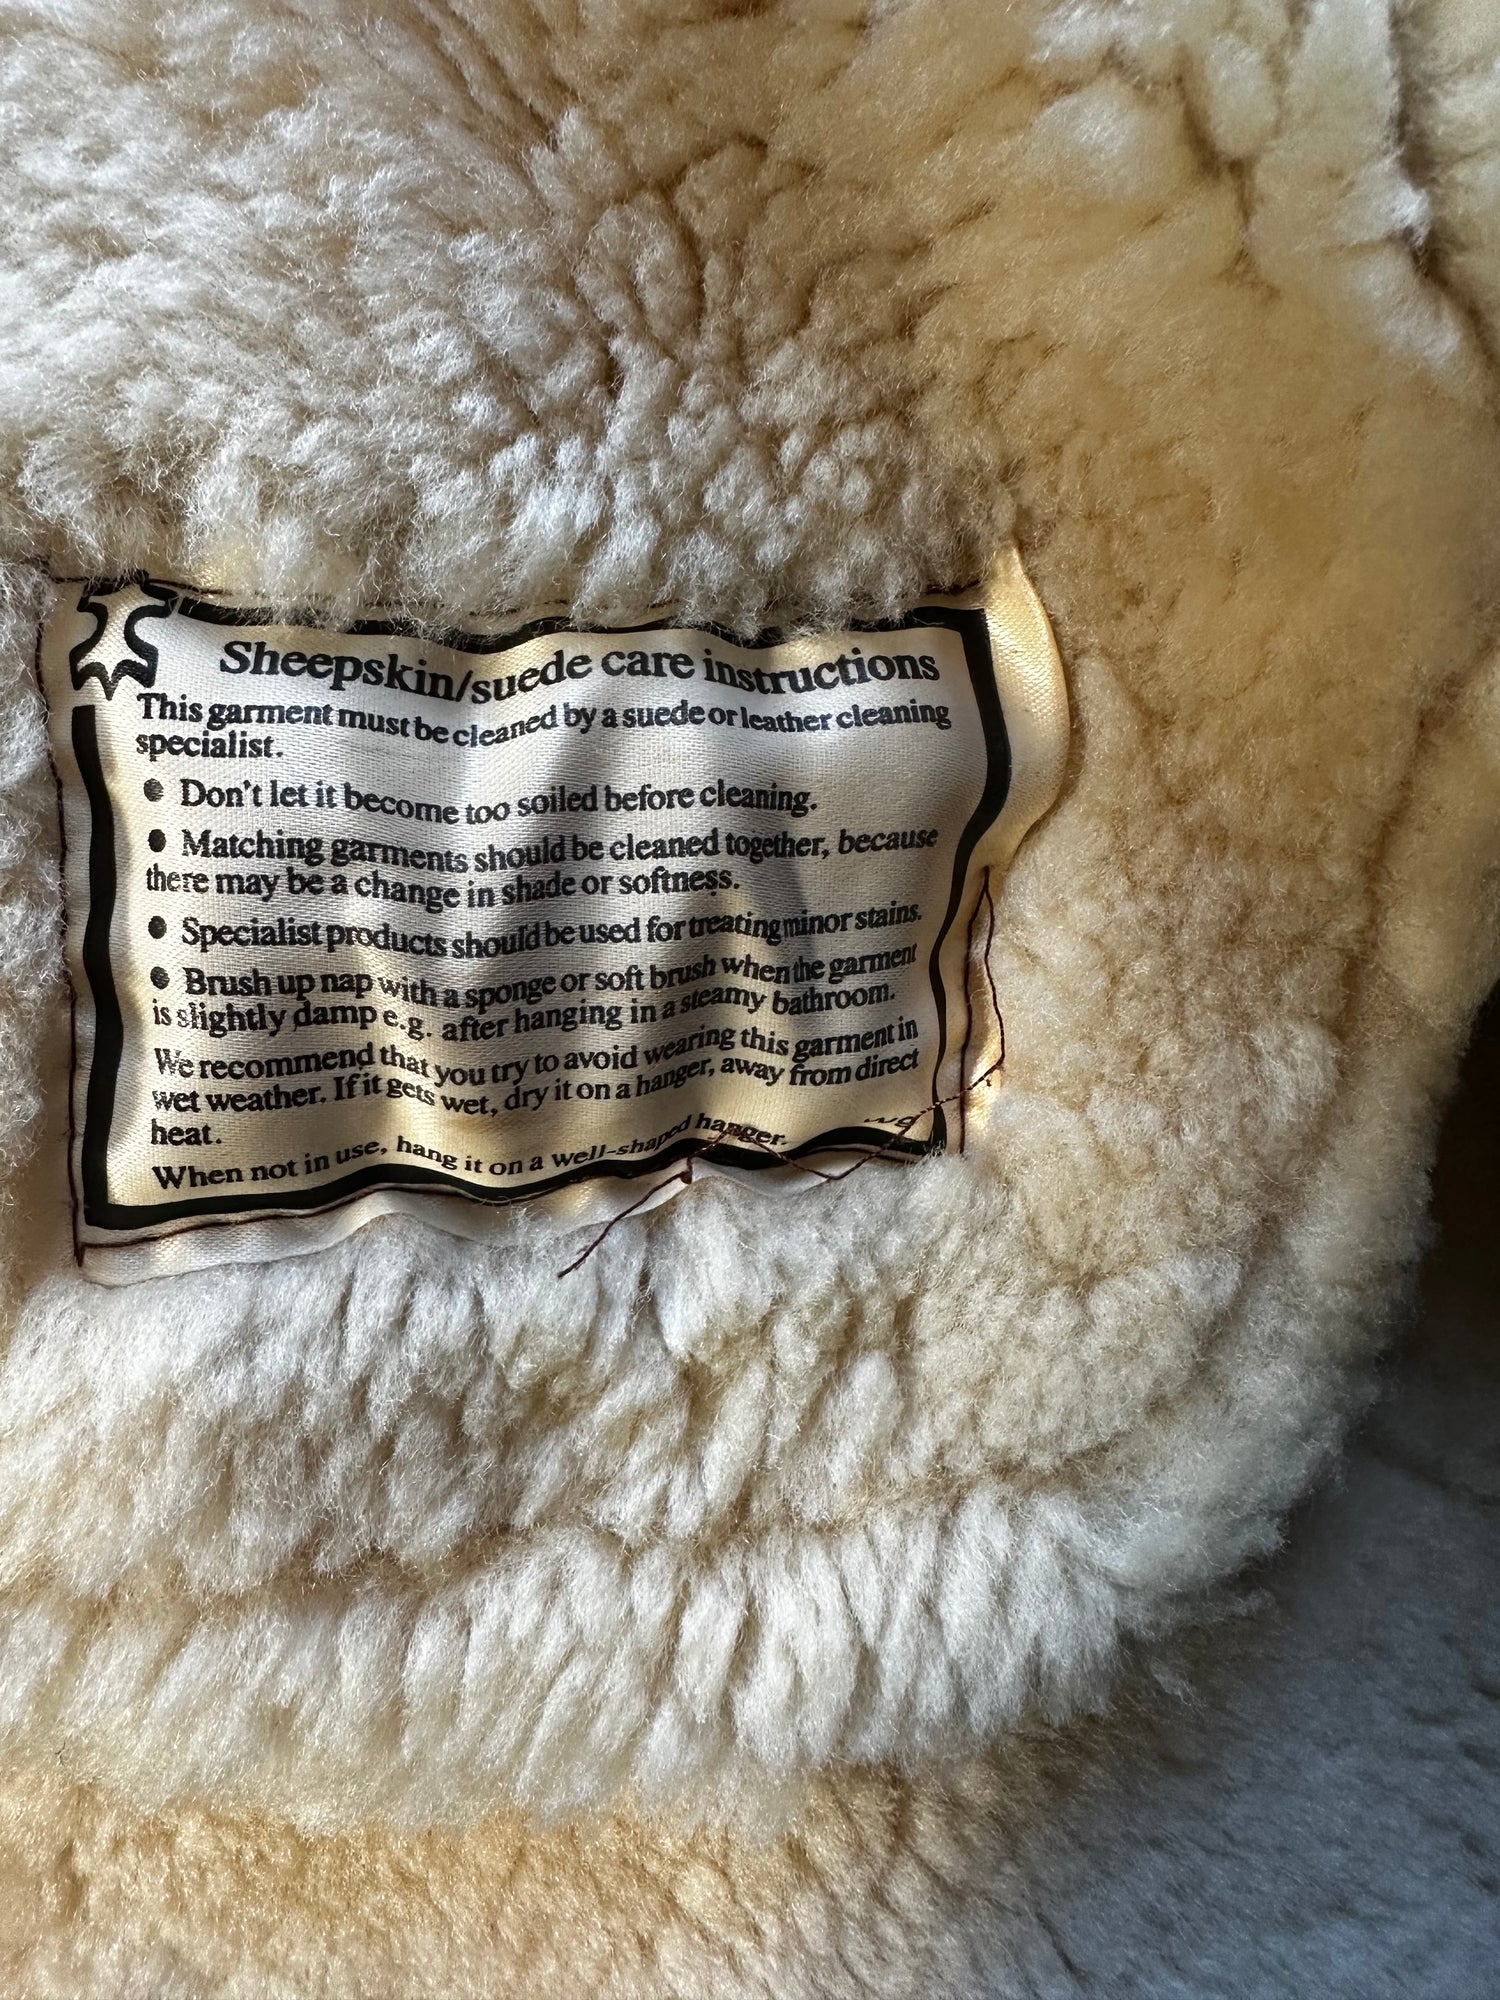 Sheepskin/suede care instructions
This garment must be cleaned by a suede or leather cleaning
specialist.
● Don't let it become too soiled before cleaning.
● Matching garments should be cleaned together, because
there may be a change in shade or softness.
● Specialist products should be used for treating minor stains.
● Brush up nap with a sponge or soft brush when the garment
is slightly damp e.g. after hanging in a steamy bathroom.
We recommend that you try to avoid wearing this garment in
wet weather. If it gets wet, dry it on a hanger, away from direct
heat.
When not in use, hang it on a well-shaped hanger.